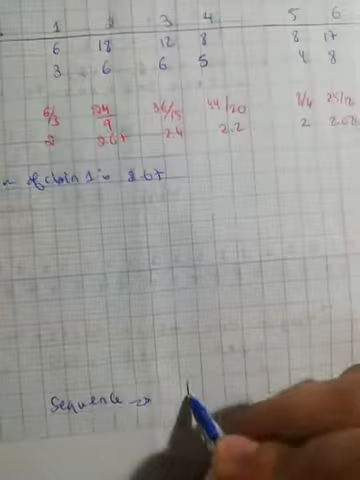 1 2 3 4 5 6
6 18 12 8 8 17
3 6 6 5 4 8
6/3 24/9 36/15 44/20 8/4 25/12
2 2.67 2.4 2.2 2 2.08
of chain 1 is 2.67
Sequence →